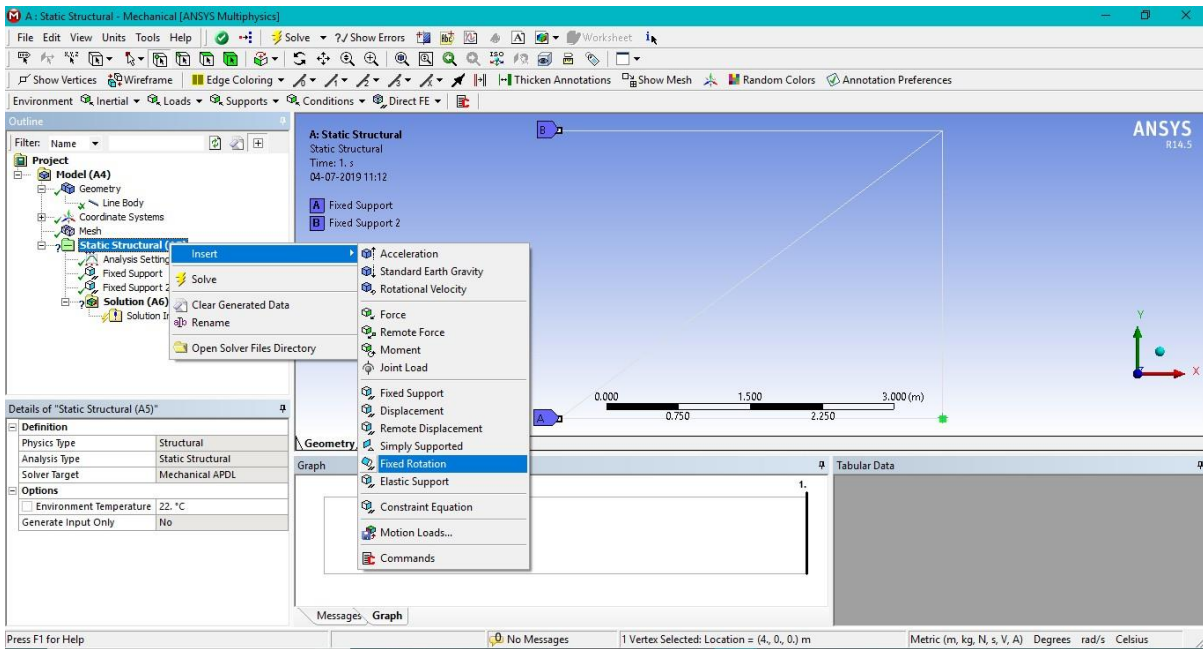 A : Static Structural - Mechanical [ANSYS Multiphysics]
File Edit View Units Tools Help Solve ?/ Show Errors Worksheet
Show Vertices Wireframe Edge Coloring Thicken Annotations Show Mesh Random Colors Annotation Preferences
Environment Inertial Loads Supports Conditions Direct FE
Outline
Filter: Name
Project
Model (A4)
Geometry
Line Body
Coordinate Systems
Mesh
Static Structural (
Analysis Setting
Fixed Support
Fixed Support 2
Solution (A6)
Solution In
Insert
Solve
Clear Generated Data
Rename
Open Solver Files Directory
Acceleration
Standard Earth Gravity
Rotational Velocity
Force
Remote Force
Moment
Joint Load
Fixed Support
Displacement
Remote Displacement
Simply Supported
Fixed Rotation
Elastic Support
Constraint Equation
Motion Loads...
Commands
A: Static Structural
Static Structural
Time: 1. s
04-07-2019 11:12
A Fixed Support
B Fixed Support 2
B
A
ANSYS
R14.5
Y
X
0.000 1.500 3.000 (m)
0.750 2.250
Geometry
Details of "Static Structural (A5)"
Definition
Physics Type Structural
Analysis Type Static Structural
Solver Target Mechanical APDL
Options
Environment Temperature 22. °C
Generate Input Only No
Graph
1.
Messages Graph
Tabular Data
Press F1 for Help No Messages 1 Vertex Selected: Location = (4., 0., 0.) m Metric (m, kg, N, s, V, A) Degrees rad/s Celsius